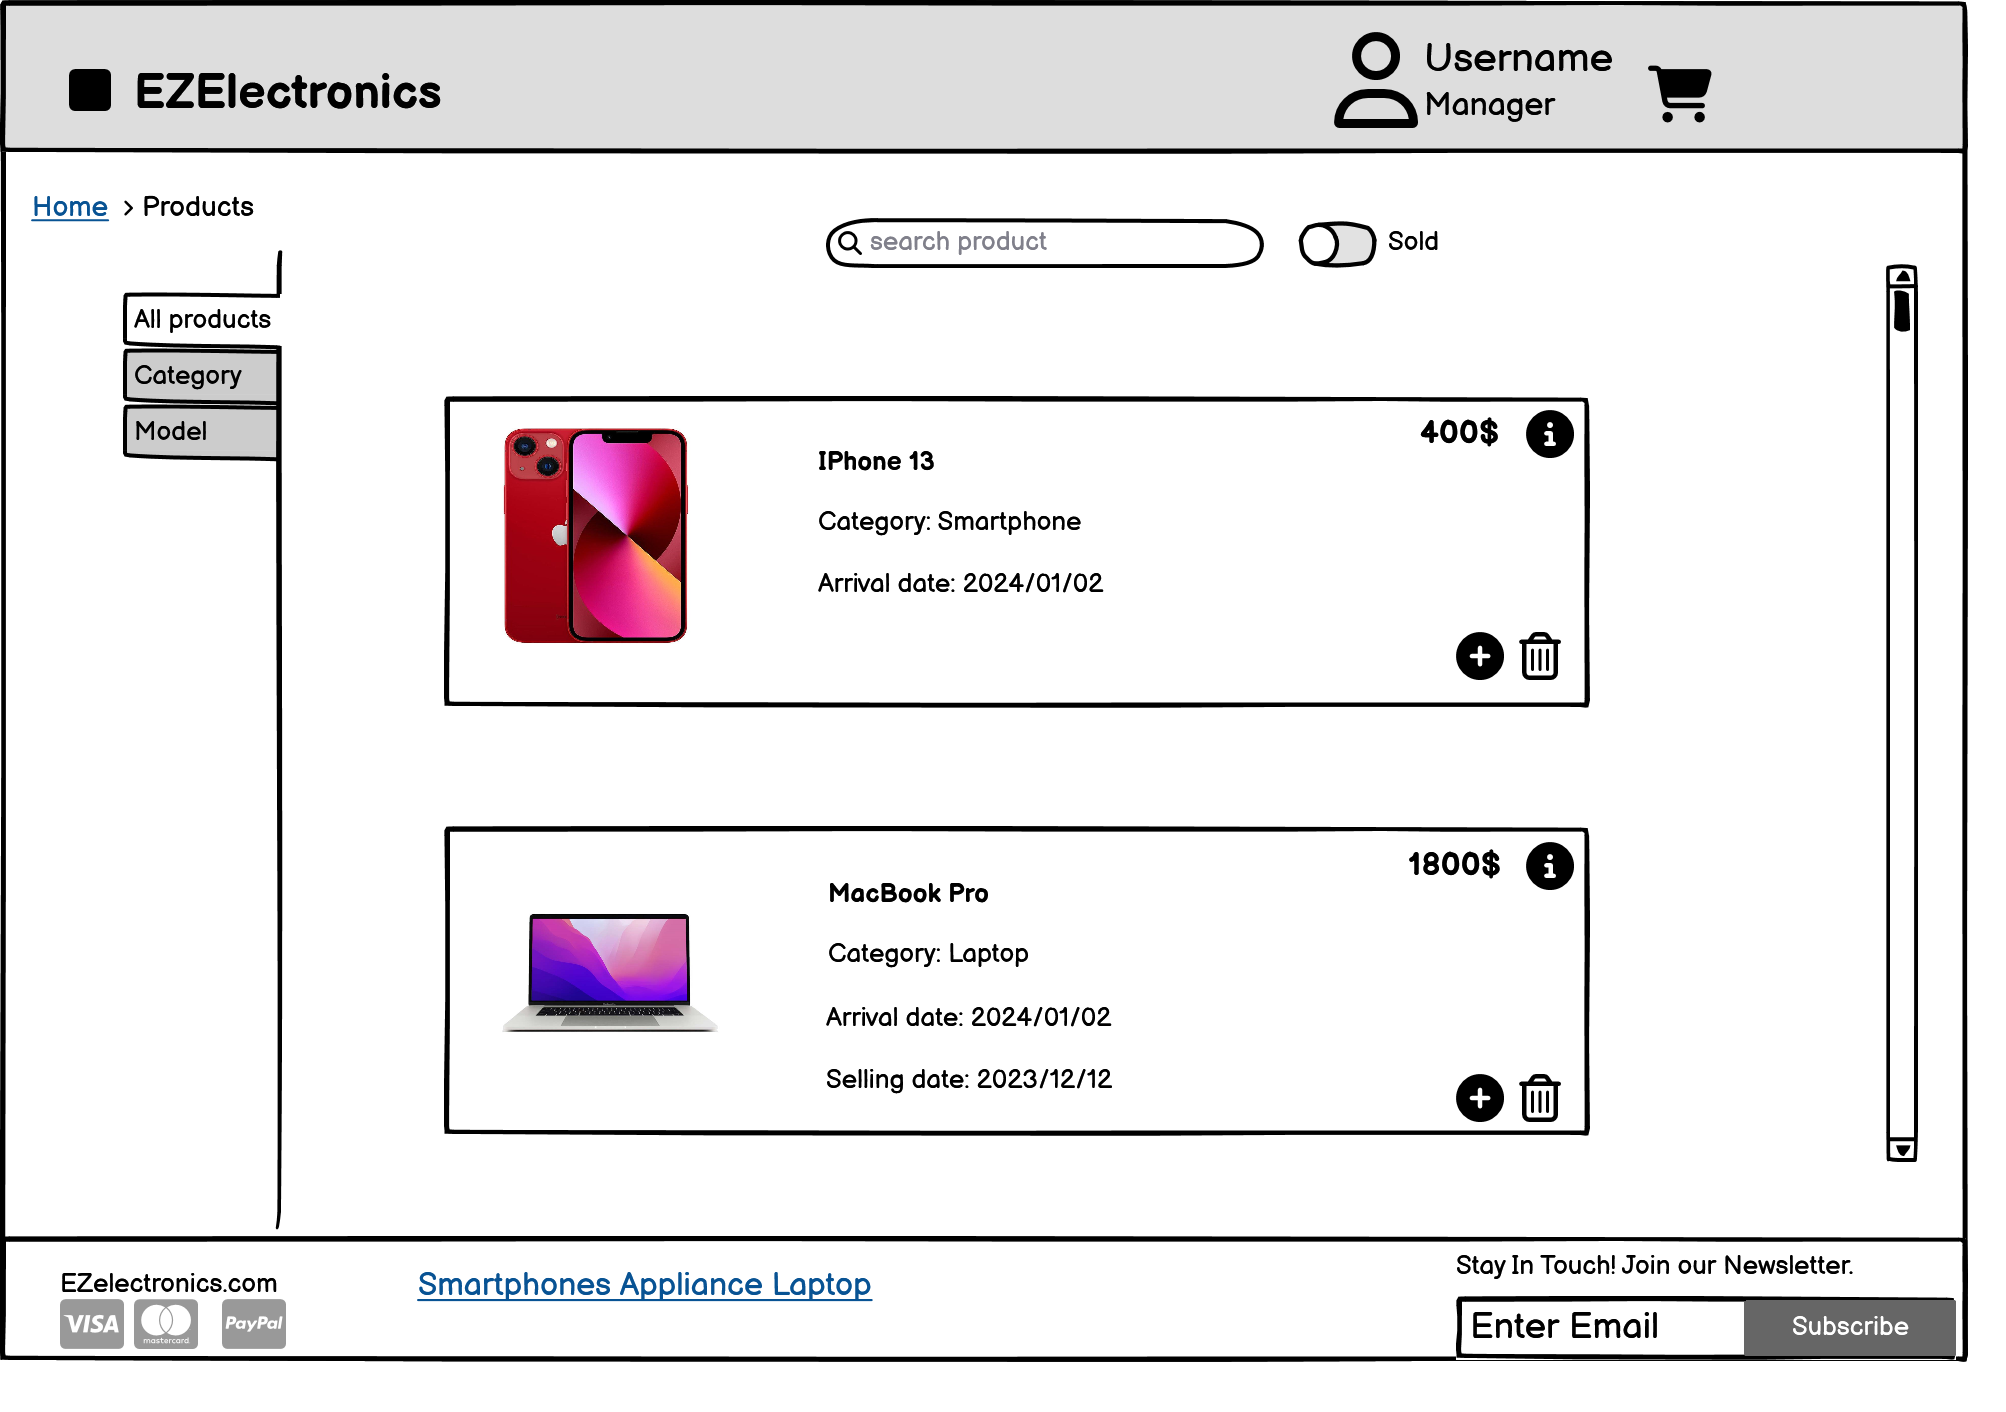 EZElectronics
Username
Manager
Home > Products
search product
Sold
All products
Category
Model
400$
IPhone 13
Category: Smartphone
Arrival date: 2024/01/02
1800$
MacBook Pro
Category: Laptop
Arrival date: 2024/01/02
Selling date: 2023/12/12
EZelectronics.com
VISA
mastercard
PayPal
Smartphones Appliance Laptop
Stay In Touch! Join our Newsletter.
Enter Email
Subscribe